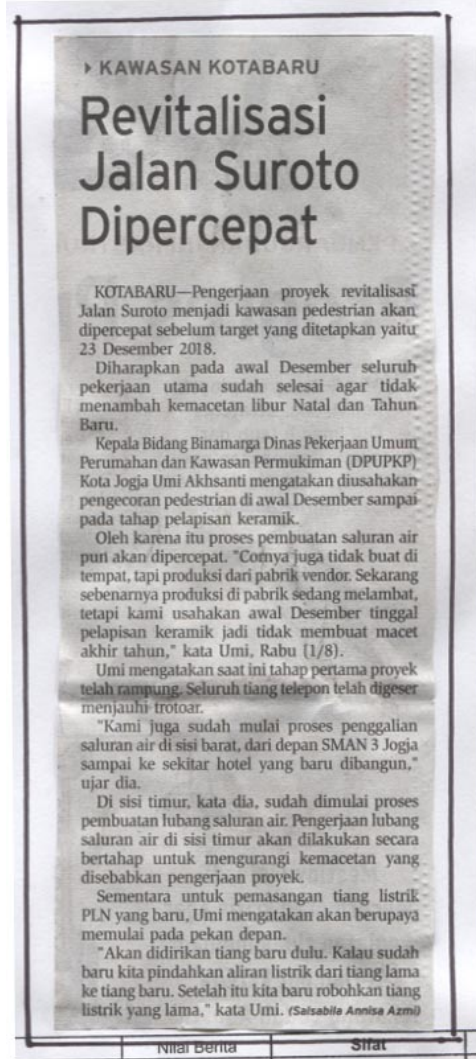 KAWASAN KOTABARU
Revitalisasi
Jalan Suroto
Dipercepat
KOTABARU—Pengerjaan proyek revitalisasi
Jalan Suroto menjadi kawasan pedestrian akan
dipercepat sebelum target yang ditetapkan yaitu
23 Desember 2018.
Diharapkan pada awal Desember seluruh
pekerjaan utama sudah selesai agar tidak
menambah kemacetan libur Natal dan Tahun
Baru.
Kepala Bidang Binamarga Dinas Pekerjaan Umum
Perumahan dan Kawasan Permukiman (DPUPKP)
Kota Jogja Umi Akhsanti mengatakan diusahakan
pengecoran pedestrian di awal Desember sampai
pada tahap pelapisan keramik.
Oleh karena itu proses pembuatan saluran air
pun akan dipercepat. "Cornya juga tidak buat di
tempat, tapi produksi dari pabrik vendor. Sekarang
sebenarnya produksi di pabrik sedang melambat,
tetapi kami usahakan awal Desember tinggal
pelapisan keramik jadi tidak membuat macet
akhir tahun," kata Umi, Rabu (1/8).
Umi mengatakan saat ini tahap pertama proyek
telah rampung. Seluruh tiang telepon telah digeser
menjauhi trotoar.
"Kami juga sudah mulai proses penggalian
saluran air di sisi barat, dari depan SMAN 3 Jogja
sampai ke sekitar hotel yang baru dibangun,"
ujar dia.
Di sisi timur, kata dia, sudah dimulai proses
pembuatan lubang saluran air. Pengerjaan lubang
saluran air di sisi timur akan dilakukan secara
bertahap untuk mengurangi kemacetan yang
disebabkan pengerjaan proyek.
Sementara untuk pemasangan tiang listrik
PLN yang baru, Umi mengatakan akan berupaya
memulai pada pekan depan.
"Akan didirikan tiang baru dulu. Kalau sudah
baru kita pindahkan aliran listrik dari tiang lama
ke tiang baru. Setelah itu kita baru robohkan tiang
listrik yang lama," kata Umi. (Salsabila Annisa Azmi)
Nilai Berita Sifat